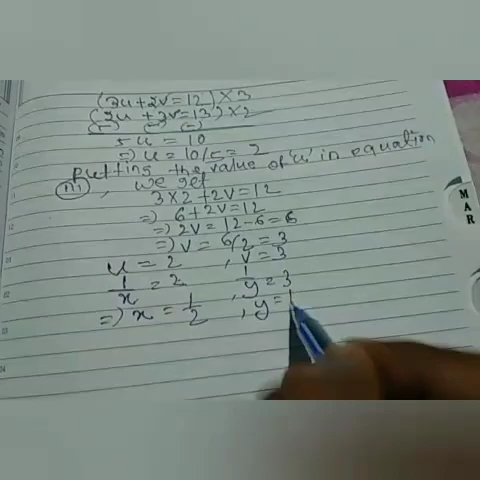 (3u+2v=12)×3
(2u+3v=13)×2
(-) (-) (-)
5u = 10
⇒ u = 10/5 = 2
Putting the value of 'u' in equation
(iii), we get
3×2+2v=12
⇒ 6+2v=12
⇒ 2v=12-6=6
⇒ v= 6/2=3
u=2 , v=3
1/x = 2 , 1/y = 3
⇒ x = 1/2 , y = 1
MAR